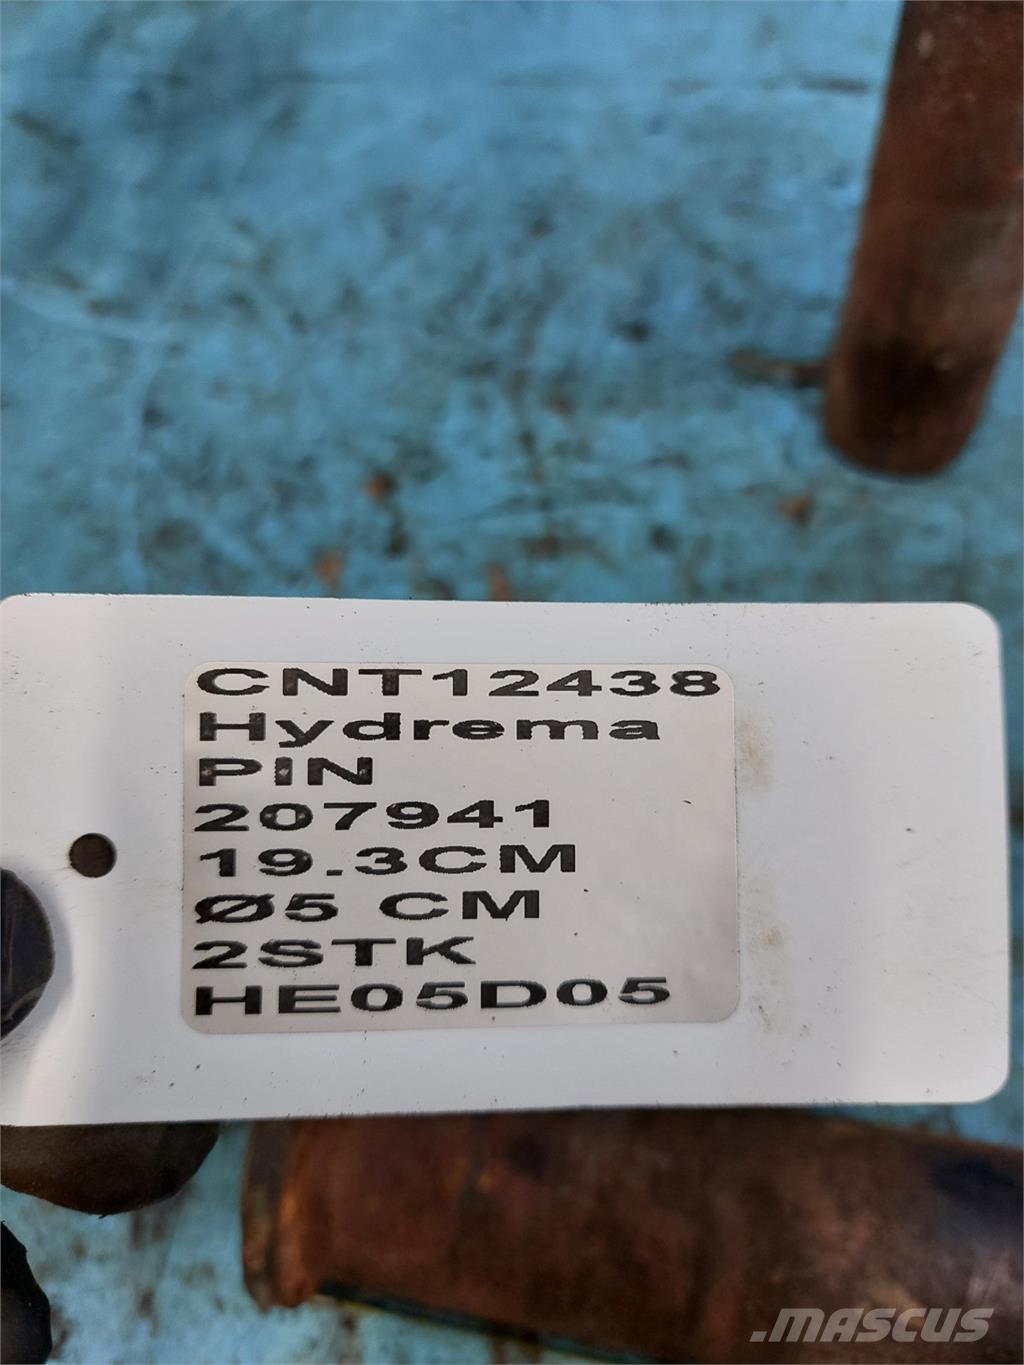 CNT12438
Hydrema
PIN
207941
19.3CM
Ø5 CM
2STK
HE05D05
.MASCUS